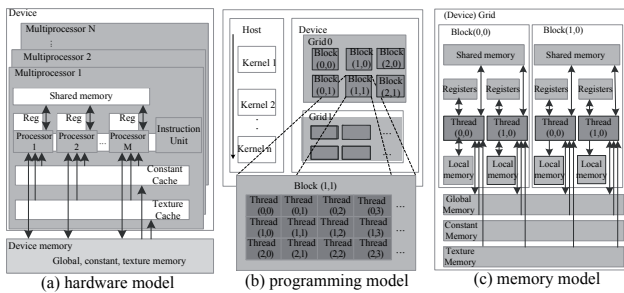 Device
Multiprocessor N
⋮
Multiprocessor 2
Multiprocessor 1
Shared memory
Reg Reg Reg
Processor 1
Processor 2
...
Processor M
Instruction Unit
Constant Cache
Texture Cache
Device memory
Global, constant, texture memory
(a) hardware model
Host
Kernel 1
Kernel 2
⋮
Kernel n
Device
Grid0
Block (0,0)
Block (1,0)
Block (2,0)
Block (0,1)
Block (1,1)
Block (2,1)
Grid1
...
...
Block (1,1)
Thread (0,0)
Thread (0,1)
Thread (0,2)
Thread (0,3)
...
Thread (1,0)
Thread (1,1)
Thread (1,2)
Thread (1,3)
...
Thread (2,0)
Thread (2,1)
Thread (2,2)
Thread (2,3)
...
(b) programming model
(Device) Grid
Block(0,0)
Block(1,0)
Shared memory
Shared memory
Registers
Registers
Registers
Registers
Thread (0,0)
Thread (1,0)
Thread (0,0)
Thread (1,0)
Local memory
Local memory
Local memory
Local memory
Global Memory
Constant Memory
Texture Memory
(c) memory model